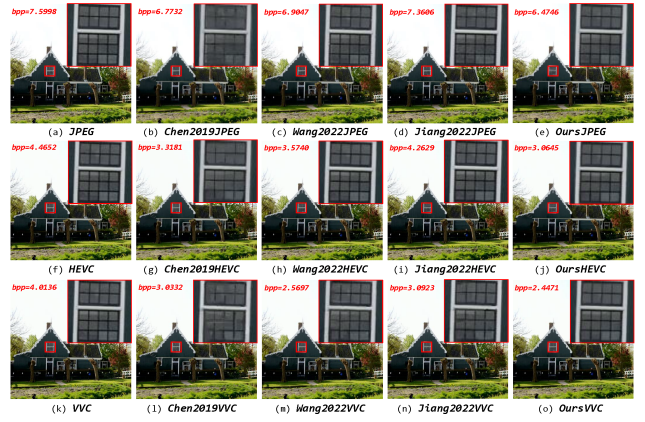 bpp=7.5998 bpp=6.7732 bpp=6.9047 bpp=7.3606 bpp=6.4746
(a) JPEG (b) Chen2019JPEG (c) Wang2022JPEG (d) Jiang2022JPEG (e) OursJPEG
bpp=4.4652 bpp=3.3181 bpp=3.5740 bpp=4.2629 bpp=3.0645
(f) HEVC (g) Chen2019HEVC (h) Wang2022HEVC (i) Jiang2022HEVC (j) OursHEVC
bpp=4.0136 bpp=3.0332 bpp=2.5697 bpp=3.0923 bpp=2.4471
(k) VVC (l) Chen2019VVC (m) Wang2022VVC (n) Jiang2022VVC (o) OursVVC